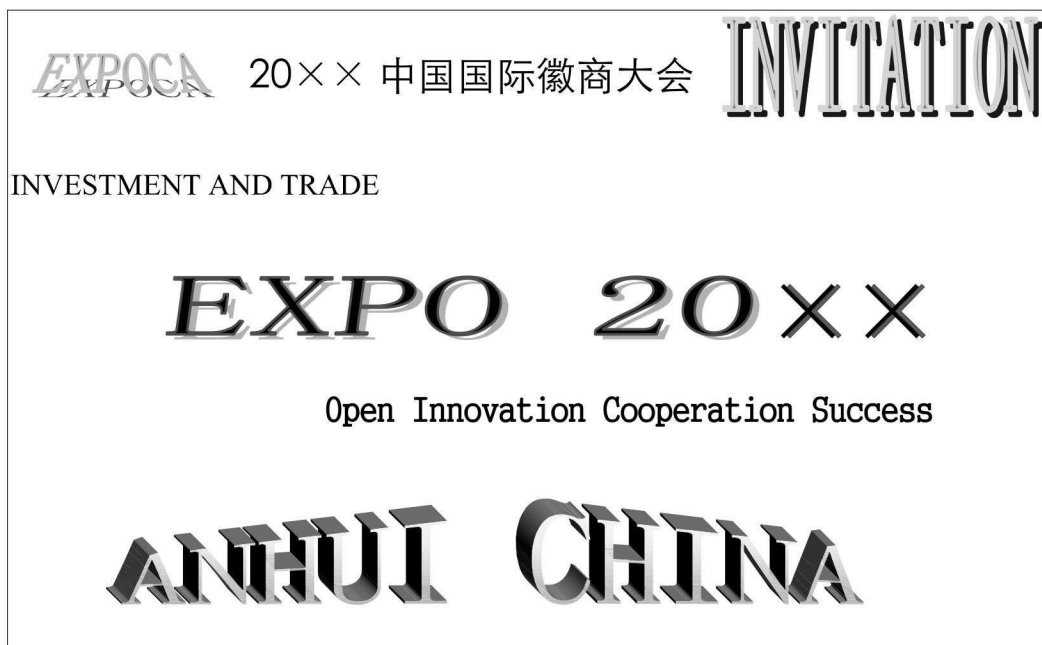 EXPOCA 20×× 中国国际徽商大会 INVITATION
INVESTMENT AND TRADE
EXPO 20××
Open Innovation Cooperation Success
ANHUI CHINA